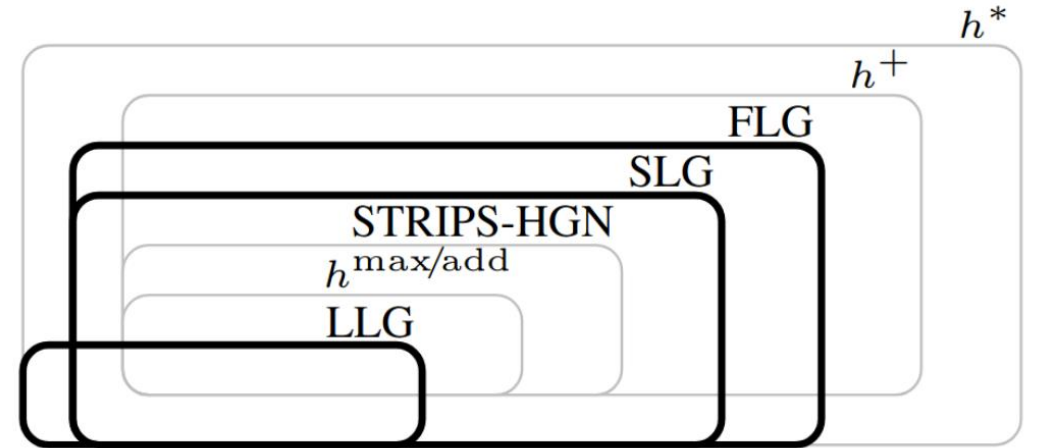 h*
h+
FLG
SLG
STRIPS-HGN
hmax/add
LLG